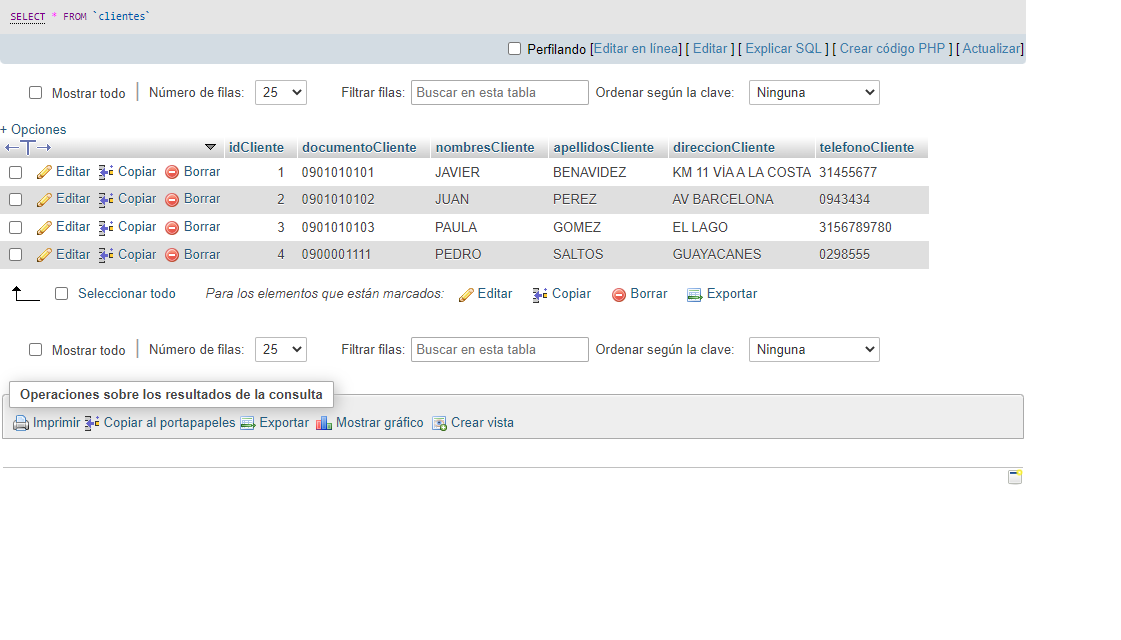 SELECT * FROM `clientes`
Perfilando [Editar en línea] [ Editar ] [ Explicar SQL ] [ Crear código PHP ] [ Actualizar]
Mostrar todo Número de filas: 25 Filtrar filas: Buscar en esta tabla Ordenar según la clave: Ninguna
+ Opciones
idCliente documentoCliente nombresCliente apellidosCliente direccionCliente telefonoCliente
Editar Copiar Borrar 1 0901010101 JAVIER BENAVIDEZ KM 11 VÍA A LA COSTA 31455677
Editar Copiar Borrar 2 0901010102 JUAN PEREZ AV BARCELONA 0943434
Editar Copiar Borrar 3 0901010103 PAULA GOMEZ EL LAGO 3156789780
Editar Copiar Borrar 4 0900001111 PEDRO SALTOS GUAYACANES 0298555
Seleccionar todo Para los elementos que están marcados: Editar Copiar Borrar Exportar
Mostrar todo Número de filas: 25 Filtrar filas: Buscar en esta tabla Ordenar según la clave: Ninguna
Operaciones sobre los resultados de la consulta
Imprimir Copiar al portapapeles Exportar Mostrar gráfico Crear vista